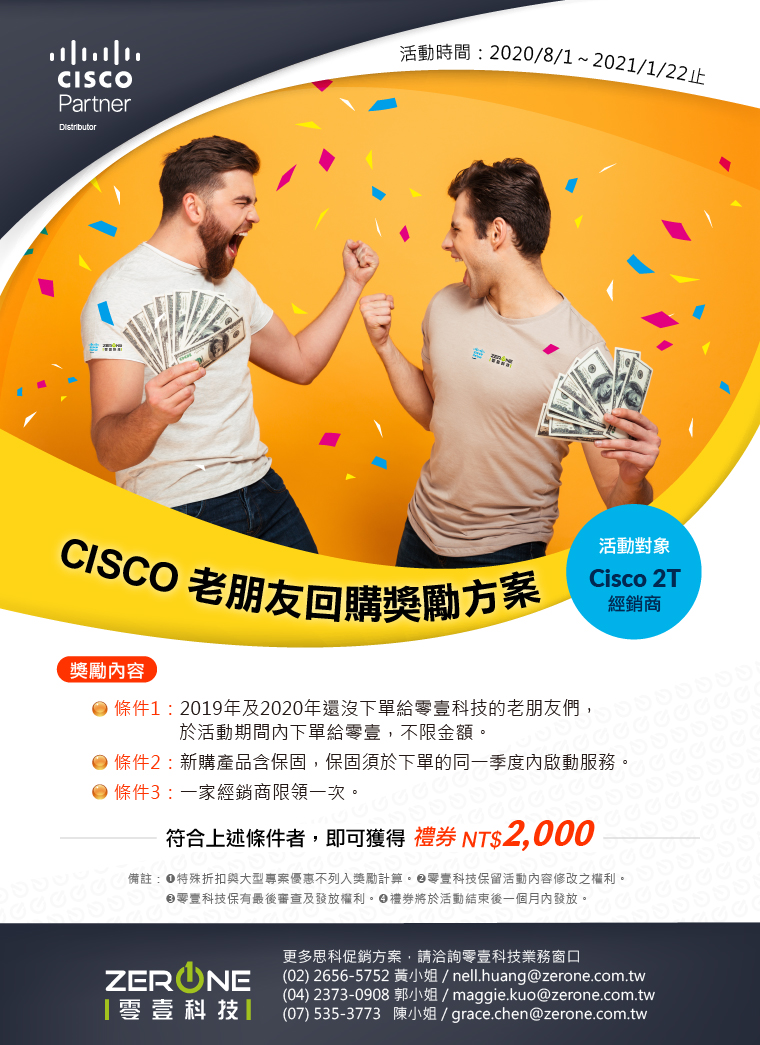 活動時間：2020/8/1～2021/1/22止
CISCO
Partner
Distributor
ZERONE
零壹科技
ZERONE
零壹科技
CISCO 老朋友回購獎勵方案
活動對象
Cisco 2T
經銷商
獎勵內容
條件1：2019年及2020年還沒下單給零壹科技的老朋友們，
於活動期間內下單給零壹，不限金額。
條件2：新購產品含保固，保固須於下單的同一季度內啟動服務。
條件3：一家經銷商限領一次。
符合上述條件者，即可獲得 禮券 NT$2,000
備註：❶特殊折扣與大型專案優惠不列入獎勵計算。❷零壹科技保留活動內容修改之權利。
❸零壹科技保有最後審查及發放權利。❹禮券將於活動結束後一個月內發放。
ZERONE
零壹科技
更多思科促銷方案，請洽詢零壹科技業務窗口
(02) 2656-5752 黃小姐 / nell.huang@zerone.com.tw
(04) 2373-0908 郭小姐 / maggie.kuo@zerone.com.tw
(07) 535-3773 陳小姐 / grace.chen@zerone.com.tw